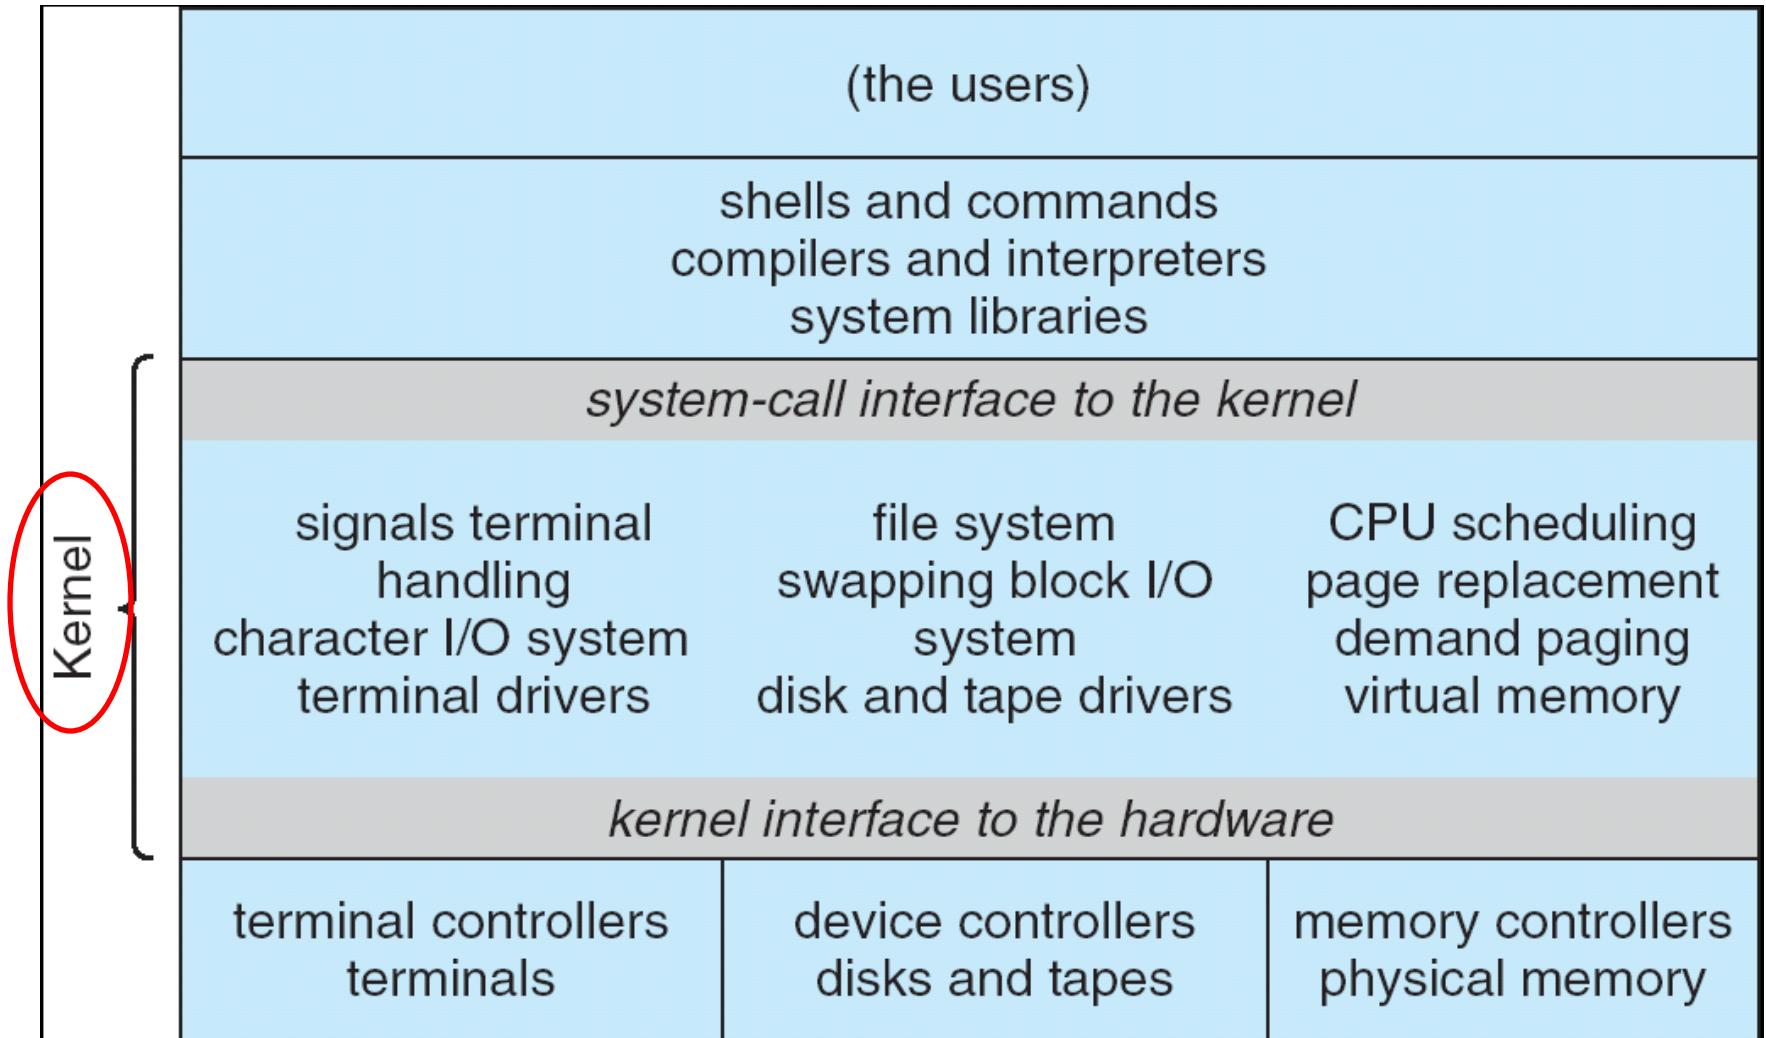 (the users)
shells and commands
compilers and interpreters
system libraries
system-call interface to the kernel
Kernel
signals terminal
handling
character I/O system
terminal drivers
file system
swapping block I/O
system
disk and tape drivers
CPU scheduling
page replacement
demand paging
virtual memory
kernel interface to the hardware
terminal controllers
terminals
device controllers
disks and tapes
memory controllers
physical memory